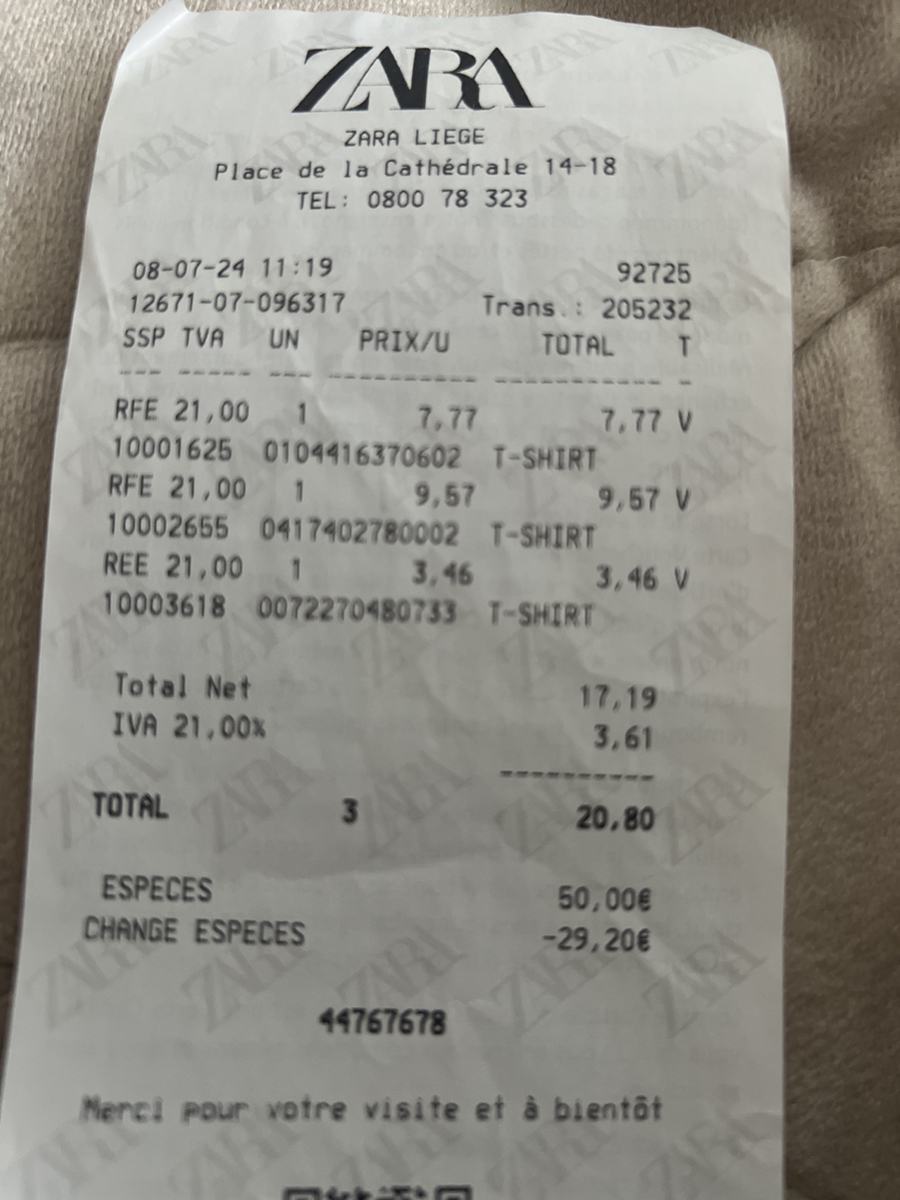 ZARA
ZARA LIEGE
Place de la Cathédrale 14-18
TEL: 0800 78 323
08-07-24 11:19 92725
12671-07-096317 Trans.: 205232
SSP TVA UN PRIX/U TOTAL T
--- ----- --- ---------- ----------- -
RFE 21,00 1 7,77 7,77 V
10001625 0104416370602 T-SHIRT
RFE 21,00 1 9,57 9,57 V
10002655 0417402780002 T-SHIRT
REE 21,00 1 3,46 3,46 V
10003618 0072270480733 T-SHIRT
Total Net 17,19
IVA 21,00% 3,61
-----------
TOTAL 3 20,80
ESPECES 50,00€
CHANGE ESPECES -29,20€
44767678
Merci pour votre visite et à bientôt